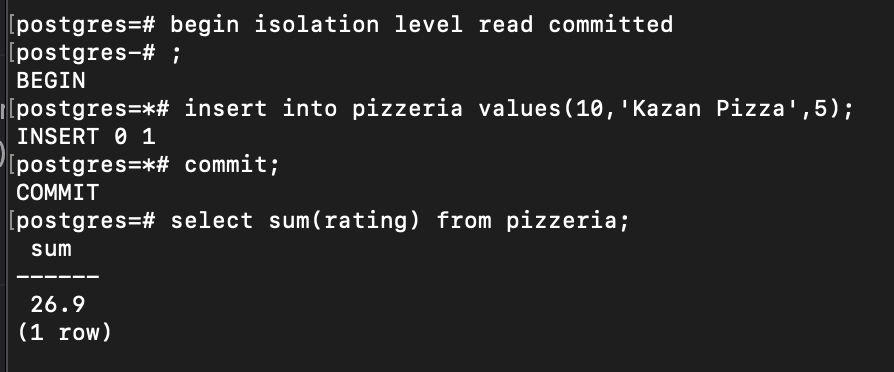 [postgres=# begin isolation level read committed
[postgres-# ;
BEGIN
[postgres=*# insert into pizzeria values(10,'Kazan Pizza',5);
INSERT 0 1
[postgres=*# commit;
COMMIT
[postgres=# select sum(rating) from pizzeria;
 sum
------
 26.9
(1 row)